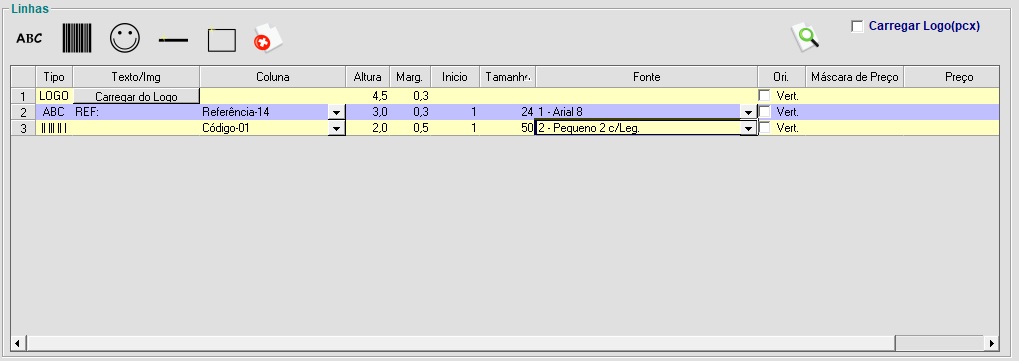 Linhas
ABC
Carregar Logo(pcx)
Tipo Texto/Img Coluna Altura Marg. Inicio Tamanho. Fonte Ori. Máscara de Preço Preço
1 LOGO Carregar do Logo 4,5 0,3 Vert.
2 ABC REF: Referência-14 3,0 0,3 1 24 1 - Arial 8 Vert.
3 Código-01 2,0 0,5 1 50 2 - Pequeno 2 c/Leg. Vert.